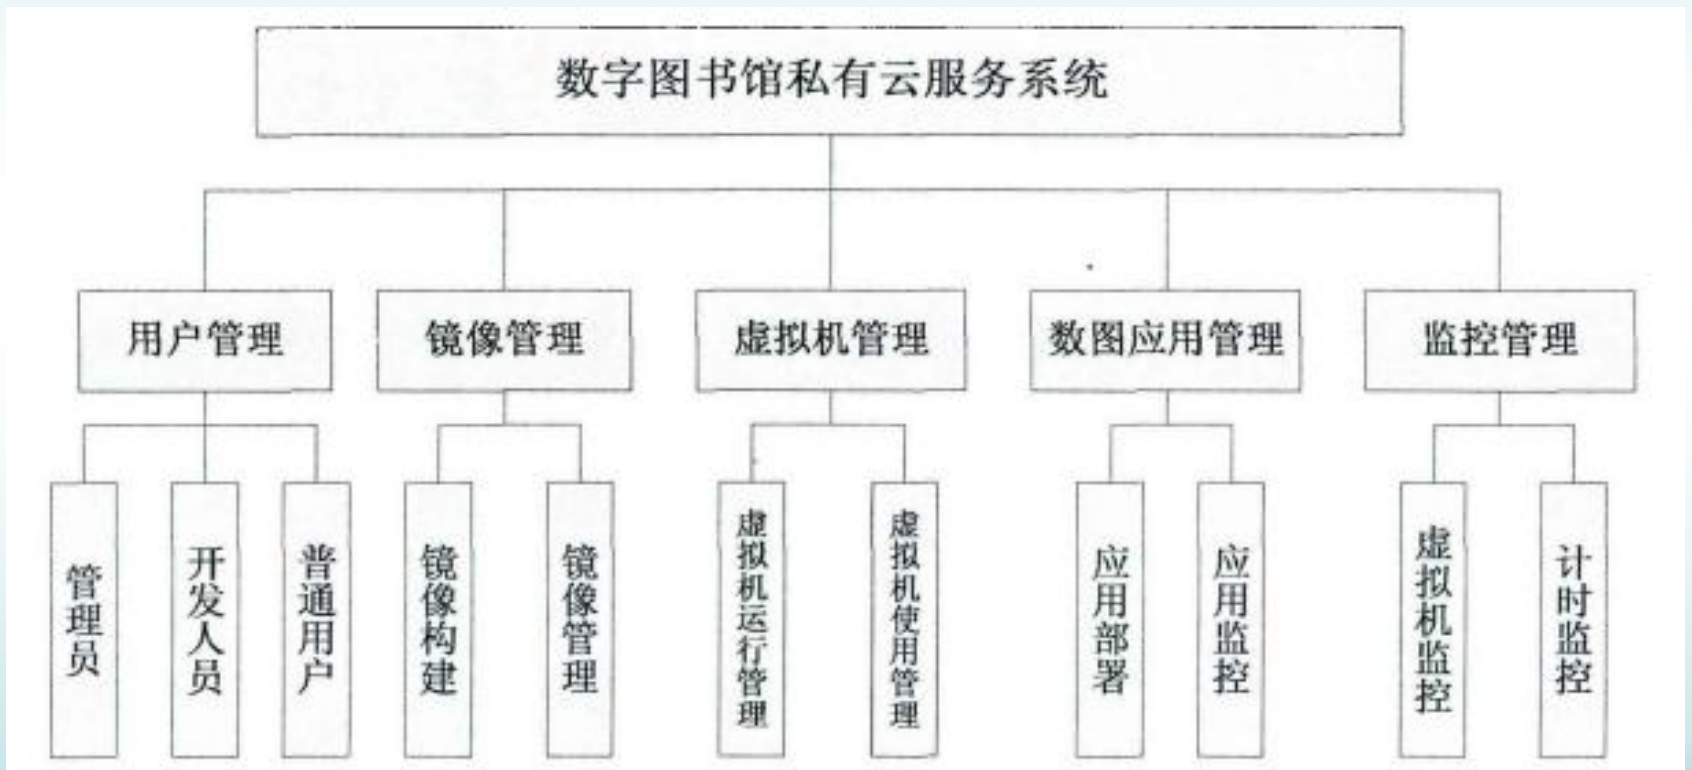 数字图书馆私有云服务系统
用户管理
镜像管理
虚拟机管理
数图应用管理
监控管理
管理员
开发人员
普通用户
镜像构建
镜像管理
虚拟机运行管理
虚拟机使用管理
应用部署
应用监控
虚拟机监控
计时监控